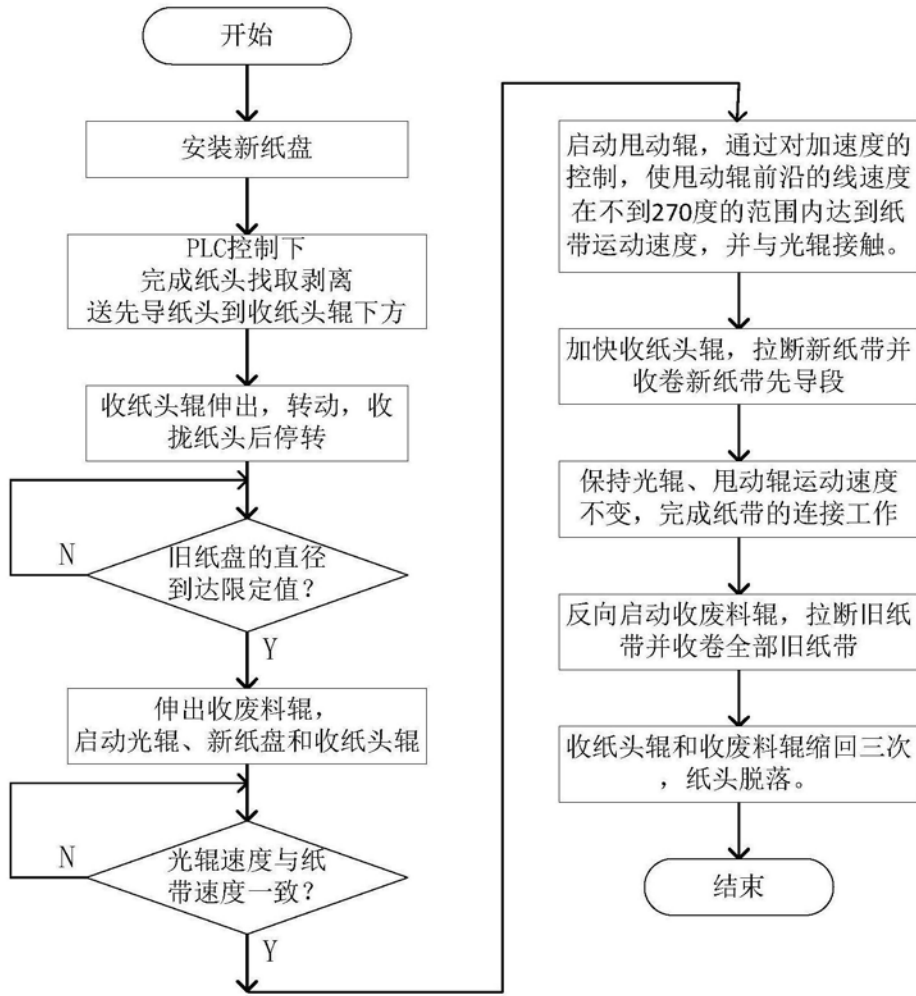 开始
安装新纸盘
PLC控制下
完成纸头找取剥离
送先导纸头到收纸头辊下方
收纸头辊伸出，转动，收
拢纸头后停转
N
旧纸盘的直径
到达限定值？
Y
伸出收废料辊，
启动光辊、新纸盘和收纸头辊
N
光辊速度与纸
带速度一致？
Y
启动甩动辊，通过对加速度的
控制，使甩动辊前沿的线速度
在不到270度的范围内达到纸
带运动速度，并与光辊接触。
加快收纸头辊，拉断新纸带并
收卷新纸带先导段
保持光辊、甩动辊运动速度
不变，完成纸带的连接工作
反向启动收废料辊，拉断旧纸
带并收卷全部旧纸带
收纸头辊和收废料辊缩回三次
，纸头脱落。
结束